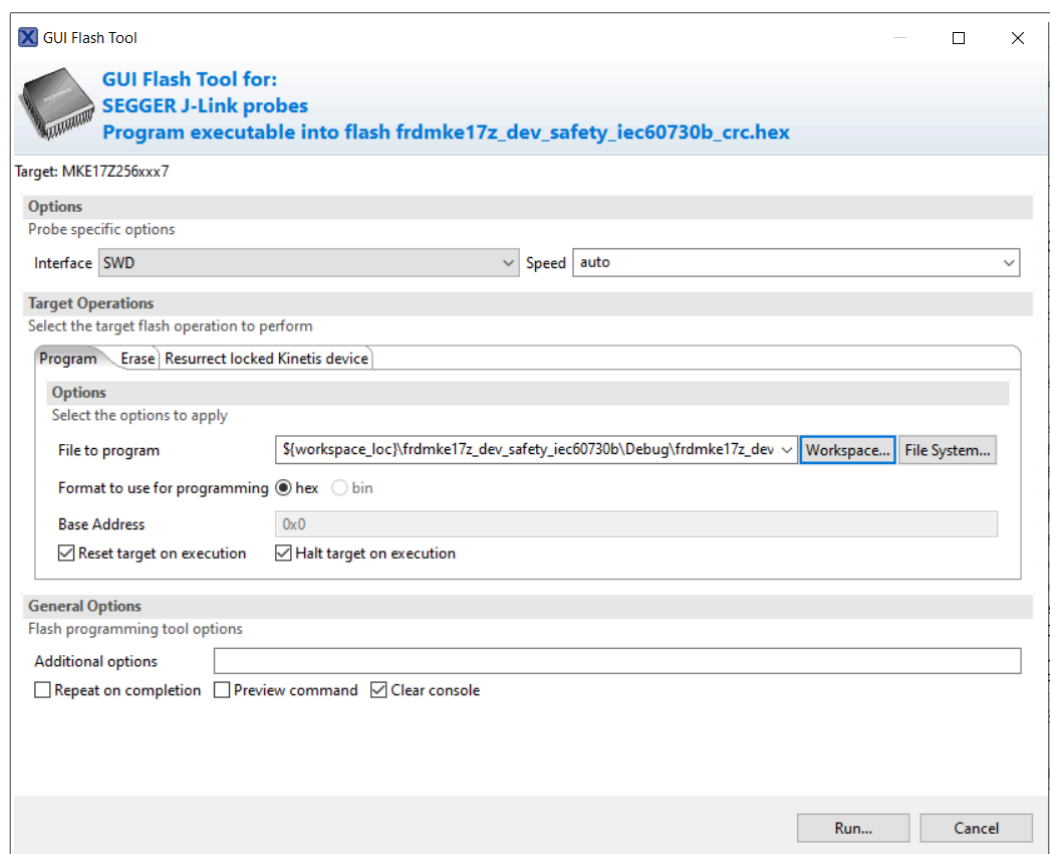 GUI Flash Tool
GUI Flash Tool for:
SEGGER J-Link probes
Program executable into flash frdmke17z_dev_safety_iec60730b_crc.hex
Target: MKE17Z256xxx7
Options
Probe specific options
Interface SWD Speed auto
Target Operations
Select the target flash operation to perform
Program Erase Resurrect locked Kinetis device
Options
Select the options to apply
File to program ${workspace_loc}\frdmke17z_dev_safety_iec60730b\Debug\frdmke17z_dev Workspace... File System...
Format to use for programming hex bin
Base Address 0x0
Reset target on execution Halt target on execution
General Options
Flash programming tool options
Additional options
Repeat on completion Preview command Clear console
Run... Cancel